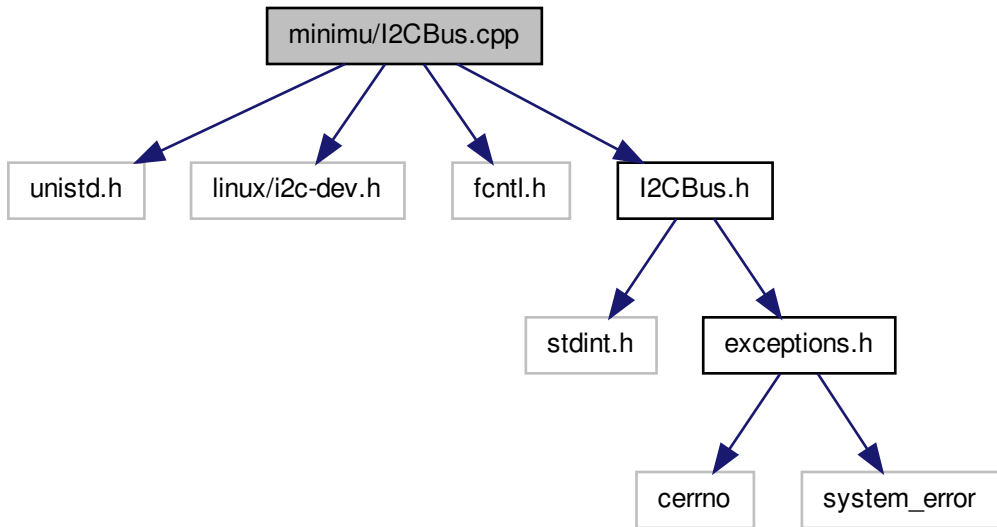 minimu/I2CBus.cpp
unistd.h
linux/i2c-dev.h
fcntl.h
I2CBus.h
stdint.h
exceptions.h
cerrno
system_error